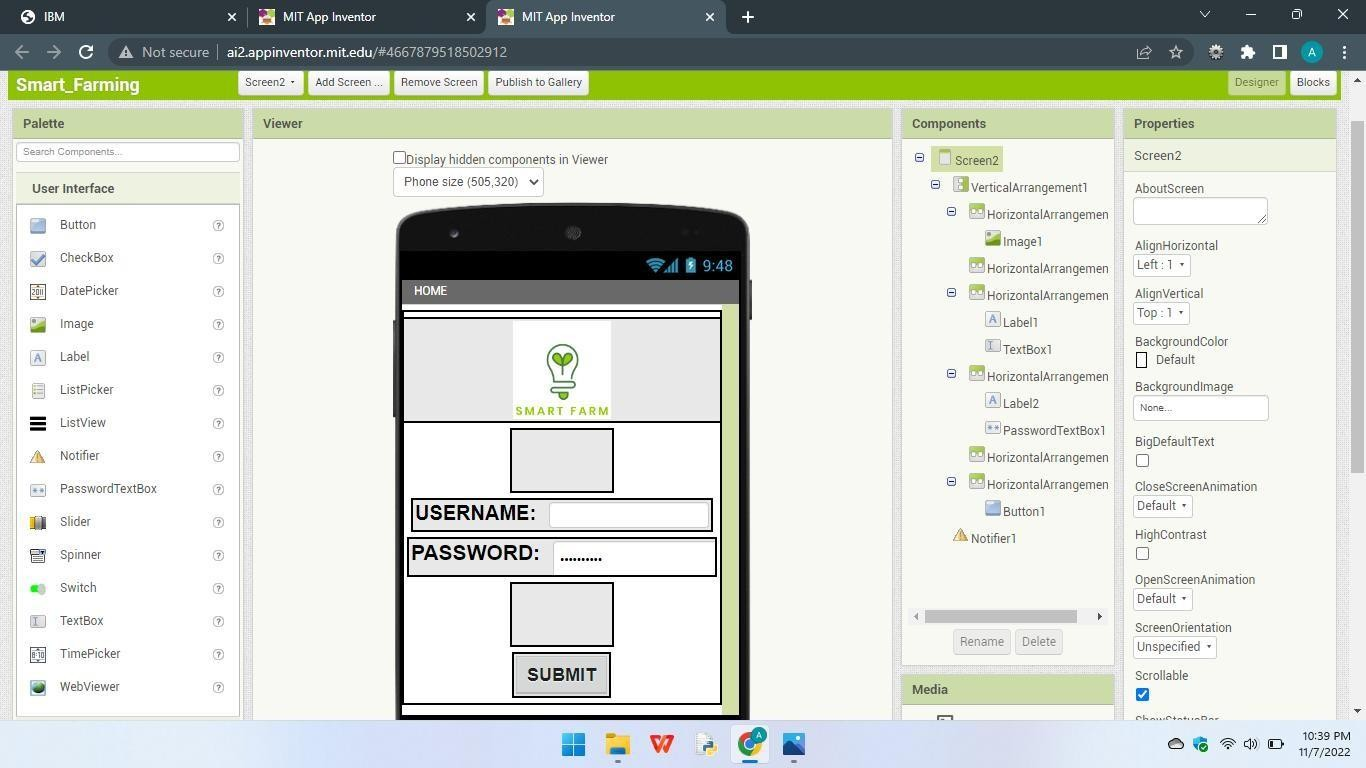 IBM
MIT App Inventor
MIT App Inventor
Not secure
ai2.appinventor.mit.edu/#4667879518502912
A
Smart_Farming
Screen2
Add Screen ...
Remove Screen
Publish to Gallery
Designer
Blocks
Palette
Search Components...
User Interface
Button
CheckBox
DatePicker
Image
Label
ListPicker
ListView
Notifier
PasswordTextBox
Slider
Spinner
Switch
TextBox
TimePicker
WebViewer
Viewer
Display hidden components in Viewer
Phone size (505,320)
9:48
HOME
SMART FARM
USERNAME:
PASSWORD:
SUBMIT
Components
Screen2
VerticalArrangement1
HorizontalArrangemen
Image1
HorizontalArrangemen
HorizontalArrangemen
Label1
TextBox1
HorizontalArrangemen
Label2
PasswordTextBox1
HorizontalArrangemen
HorizontalArrangemen
Button1
Notifier1
Rename
Delete
Media
Properties
Screen2
AboutScreen
AlignHorizontal
Left : 1
AlignVertical
Top : 1
BackgroundColor
Default
BackgroundImage
None...
BigDefaultText
CloseScreenAnimation
Default
HighContrast
OpenScreenAnimation
Default
ScreenOrientation
Unspecified
Scrollable
ShowStatusBar
10:39 PM
11/7/2022